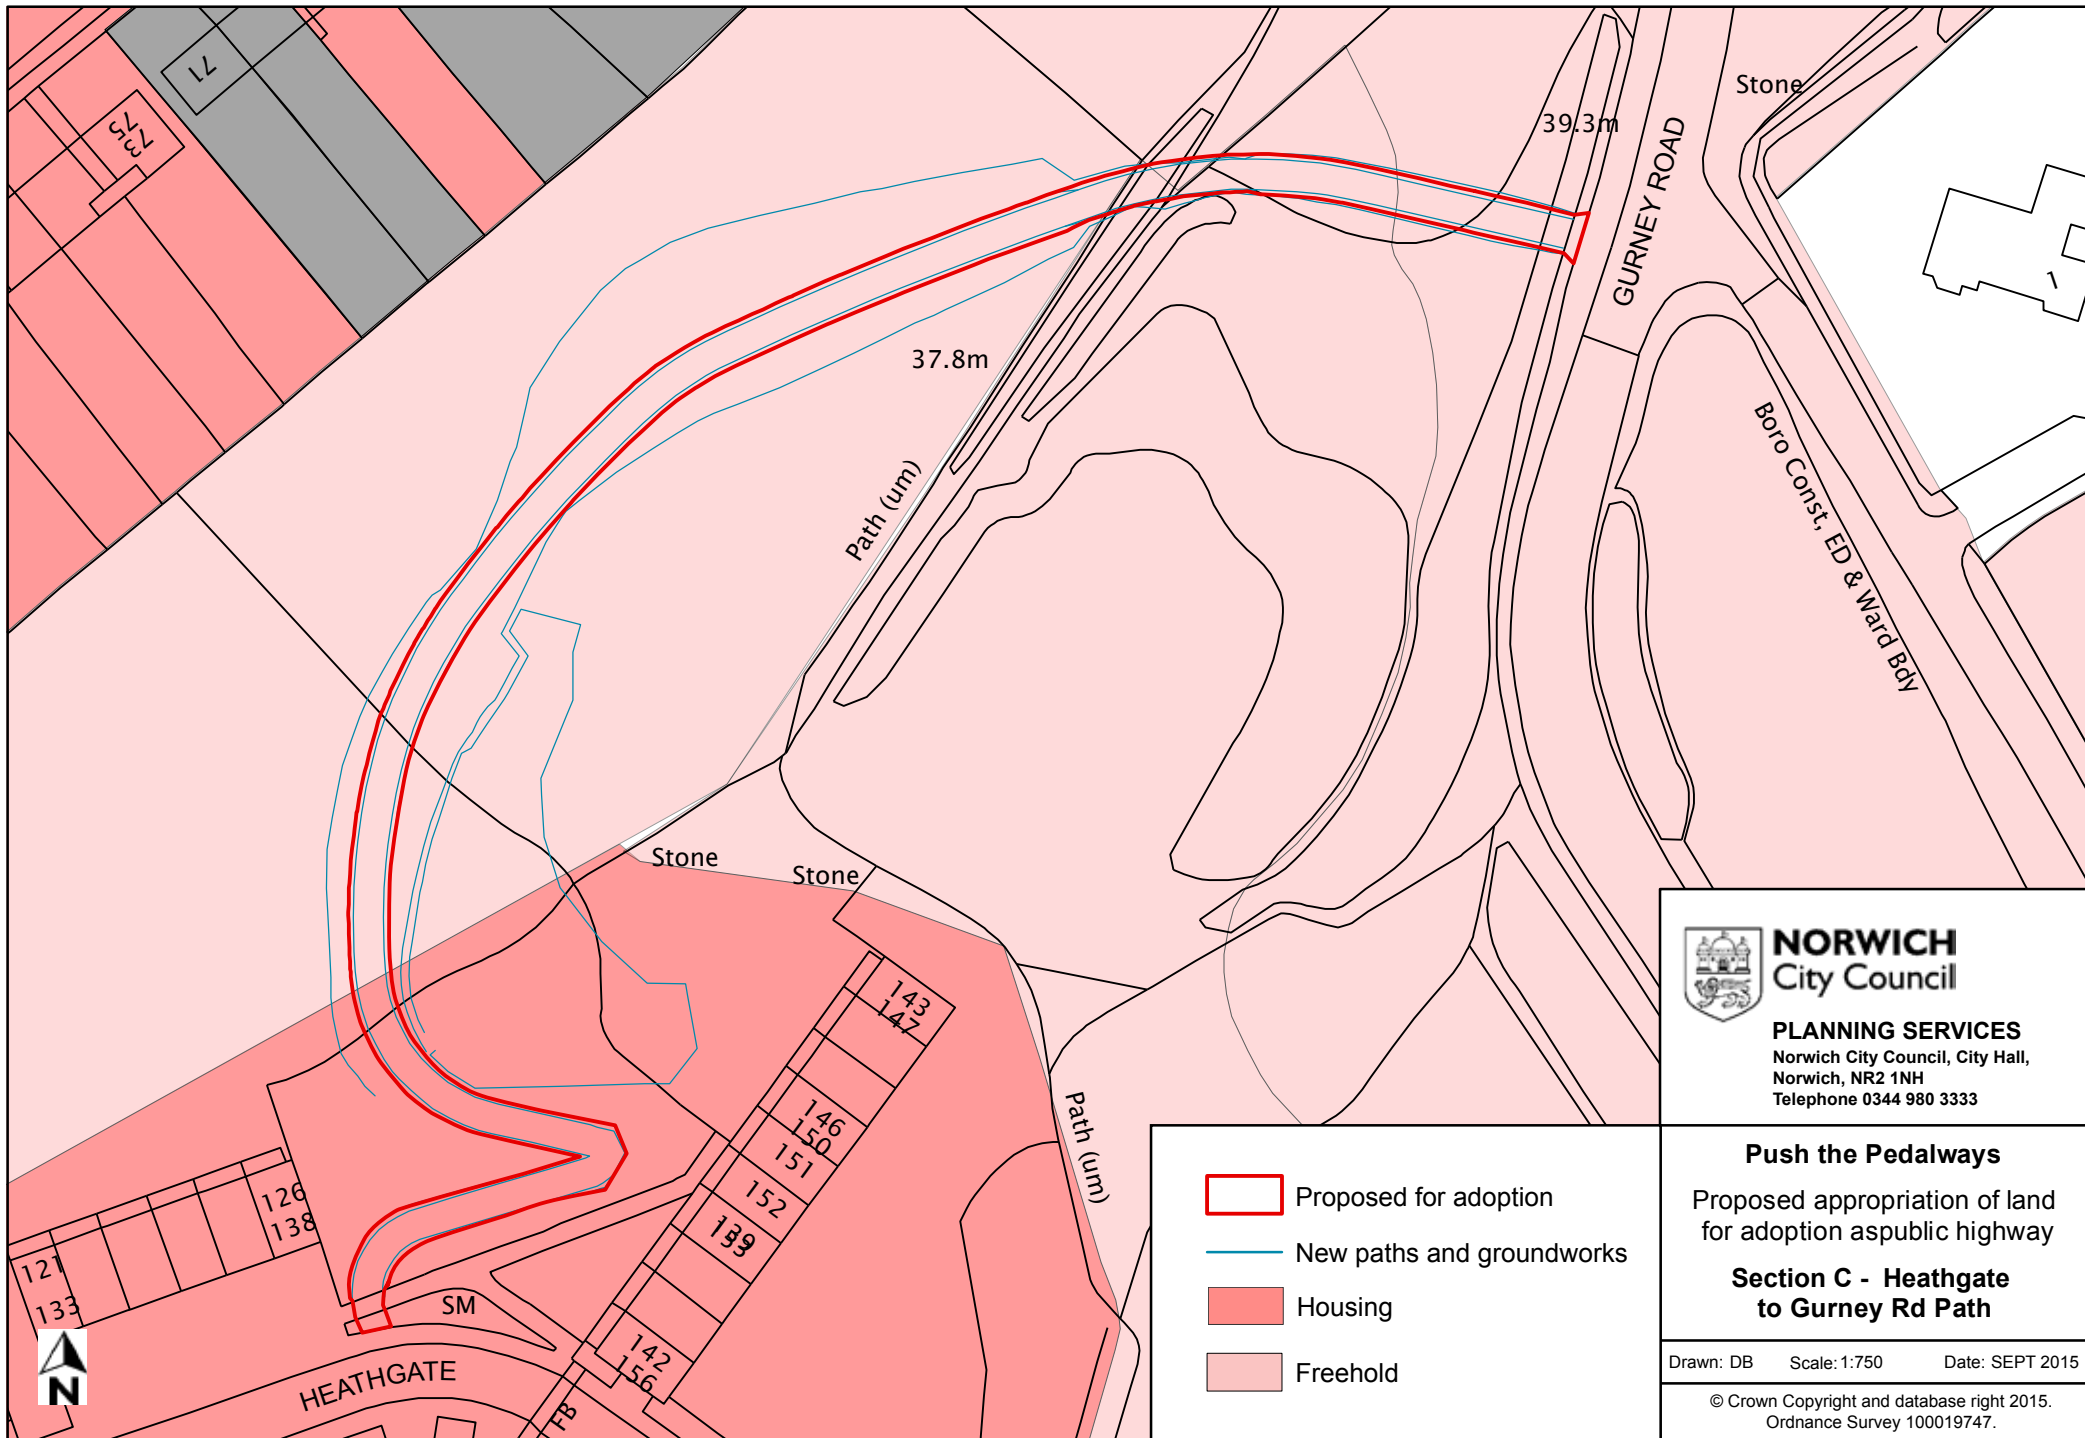 71
73
75
Stone
39.3m
GURNEY ROAD
1
37.8m
Path (um)
Boro Const, ED & Ward Bdy
Stone
Stone
143
147
146
150
151
152
139
153
142
156
Path (um)
126
138
121
133
SM
HEATHGATE
FB
N
Proposed for adoption
New paths and groundworks
Housing
Freehold
NORWICH
City Council
PLANNING SERVICES
Norwich City Council, City Hall,
Norwich, NR2 1NH
Telephone 0344 980 3333
Push the Pedalways
Proposed appropriation of land
for adoption aspublic highway
Section C - Heathgate
to Gurney Rd Path
Drawn: DB Scale: 1:750 Date: SEPT 2015
© Crown Copyright and database right 2015.
Ordnance Survey 100019747.